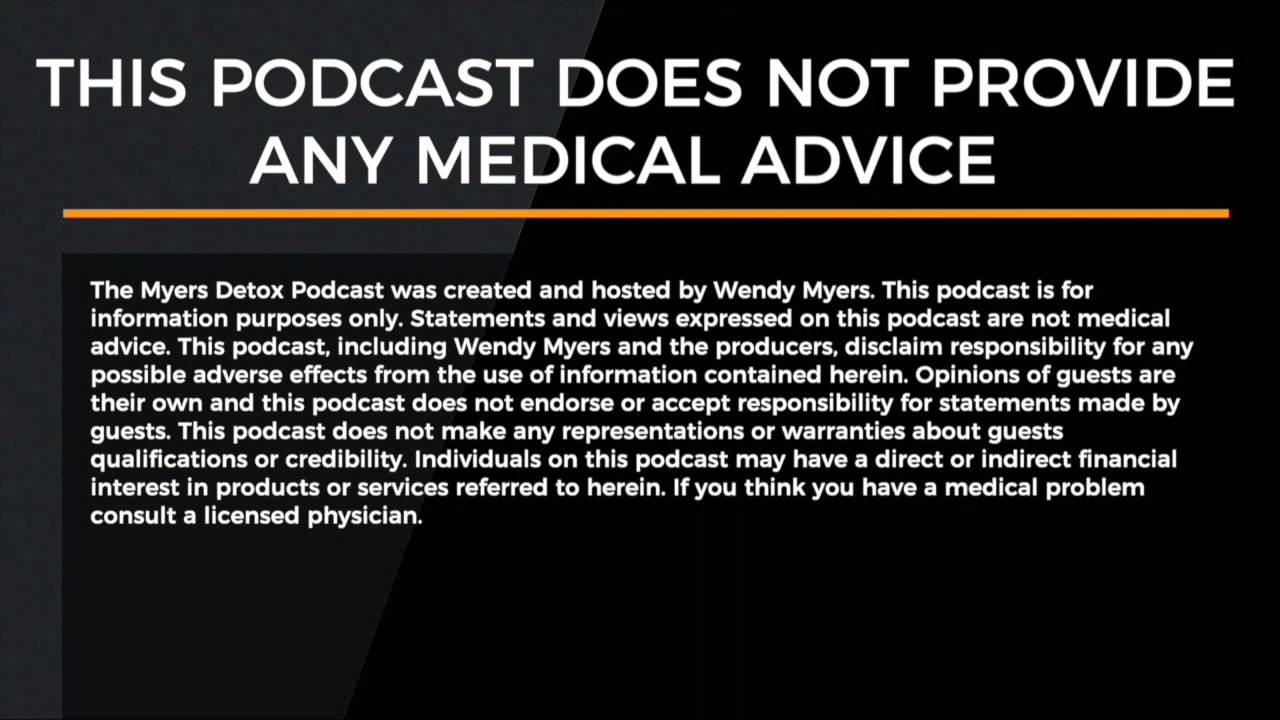 THIS PODCAST DOES NOT PROVIDE
ANY MEDICAL ADVICE
The Myers Detox Podcast was created and hosted by Wendy Myers. This podcast is for
information purposes only. Statements and views expressed on this podcast are not medical
advice. This podcast, including Wendy Myers and the producers, disclaim responsibility for any
possible adverse effects from the use of information contained herein. Opinions of guests are
their own and this podcast does not endorse or accept responsibility for statements made by
guests. This podcast does not make any representations or warranties about guests
qualifications or credibility. Individuals on this podcast may have a direct or indirect financial
interest in products or services referred to herein. If you think you have a medical problem
consult a licensed physician.